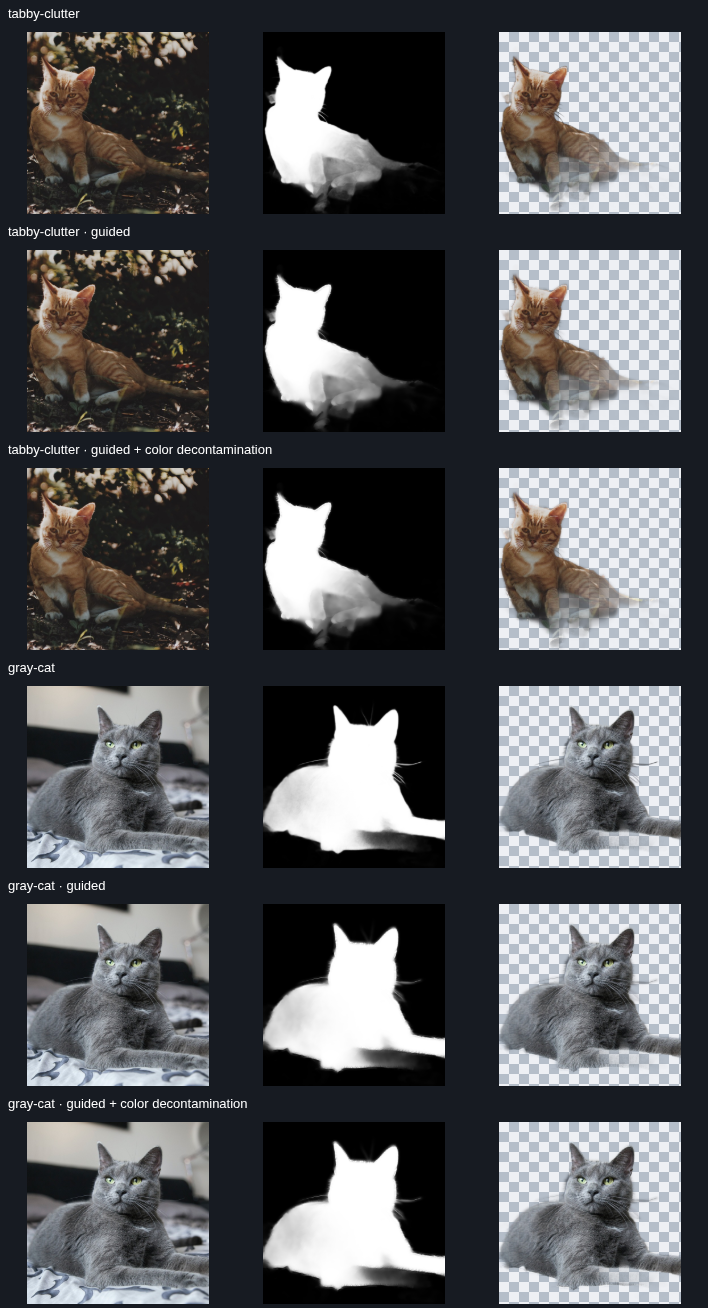 tabby-clutter
tabby-clutter · guided
tabby-clutter · guided + color decontamination
gray-cat
gray-cat · guided
gray-cat · guided + color decontamination